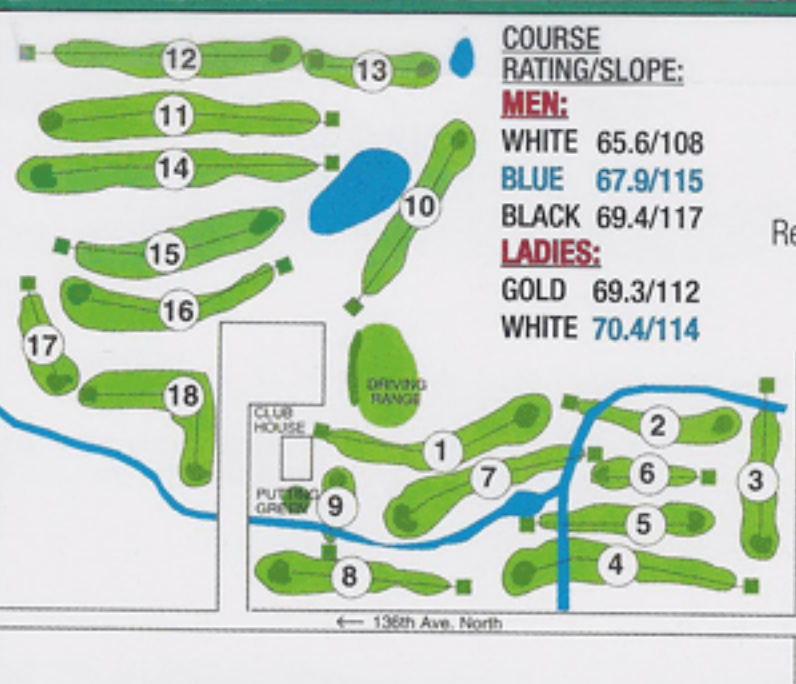 COURSE
RATING/SLOPE:
MEN:
WHITE 65.6/108
BLUE 67.9/115
BLACK 69.4/117
LADIES:
GOLD 69.3/112
WHITE 70.4/114
Re
12
13
11
14
10
15
16
17
18
DRIVING
RANGE
CLUB
HOUSE
1
2
7
6
3
PUTTING
GREEN
9
5
8
4
← 136th Ave. North